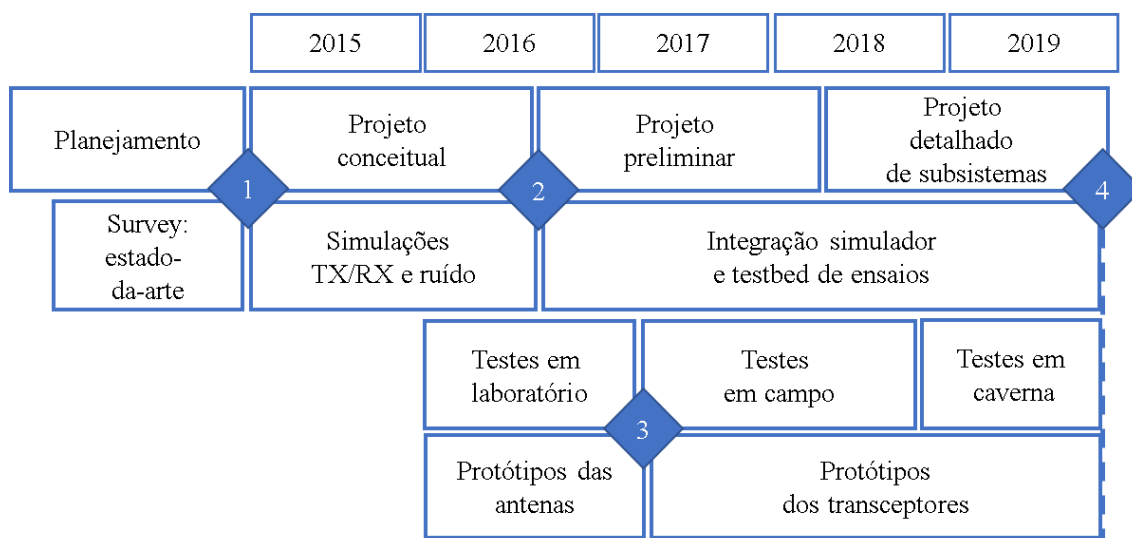 2015
2016
2017
2018
2019
Planejamento
Projeto
conceitual
Projeto
preliminar
Projeto
detalhado
de subsistemas
1
2
4
Survey:
estado-
da-arte
Simulações
TX/RX e ruído
Integração simulador
e testbed de ensaios
Testes em
laboratório
Testes
em campo
Testes em
caverna
3
Protótipos das
antenas
Protótipos
dos transceptores